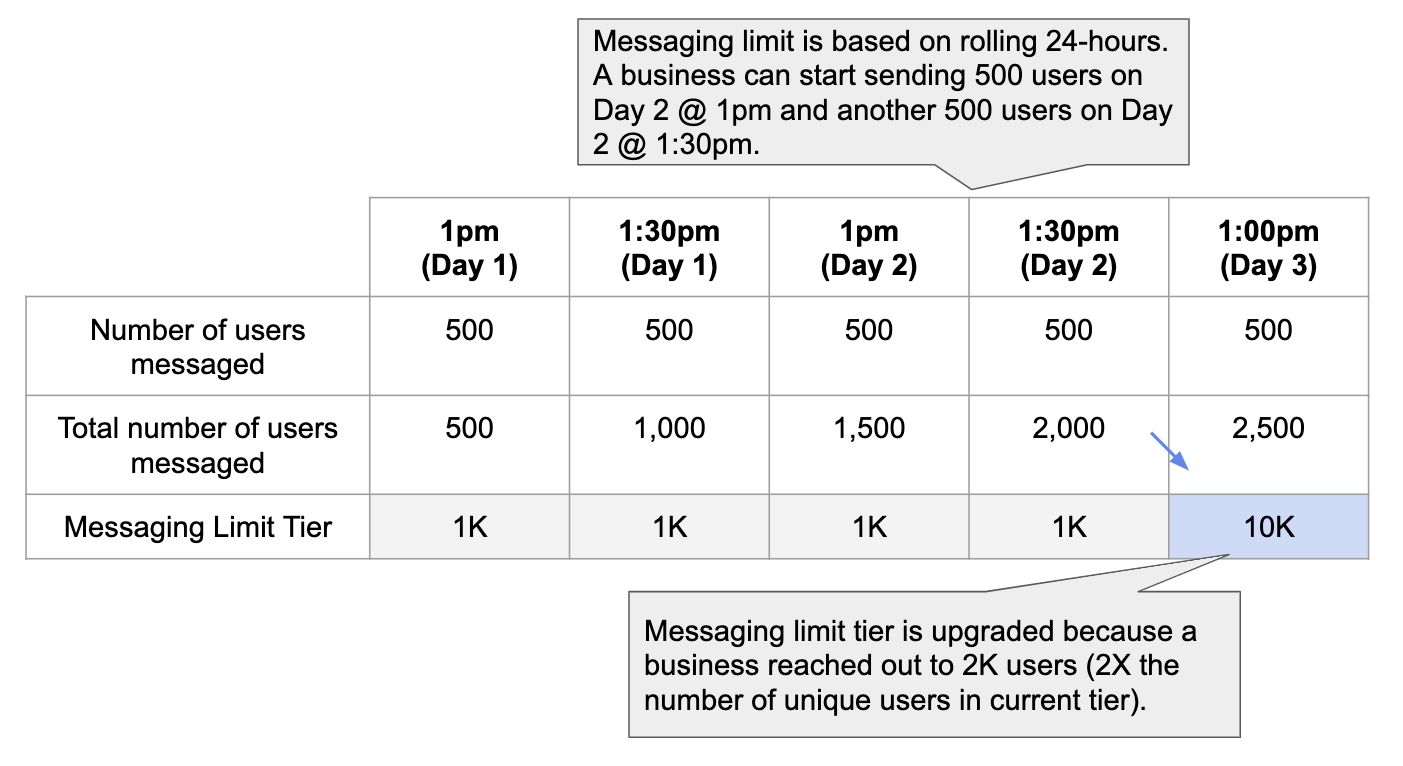 Messaging limit is based on rolling 24-hours.
A business can start sending 500 users on
Day 2 @ 1pm and another 500 users on Day
2 @ 1:30pm.
1pm
(Day 1)
1:30pm
(Day 1)
1pm
(Day 2)
1:30pm
(Day 2)
1:00pm
(Day 3)
Number of users
messaged
500
500
500
500
500
Total number of users
messaged
500
1,000
1,500
2,000
2,500
Messaging Limit Tier
1K
1K
1K
1K
10K
Messaging limit tier is upgraded because a
business reached out to 2K users (2X the
number of unique users in current tier).